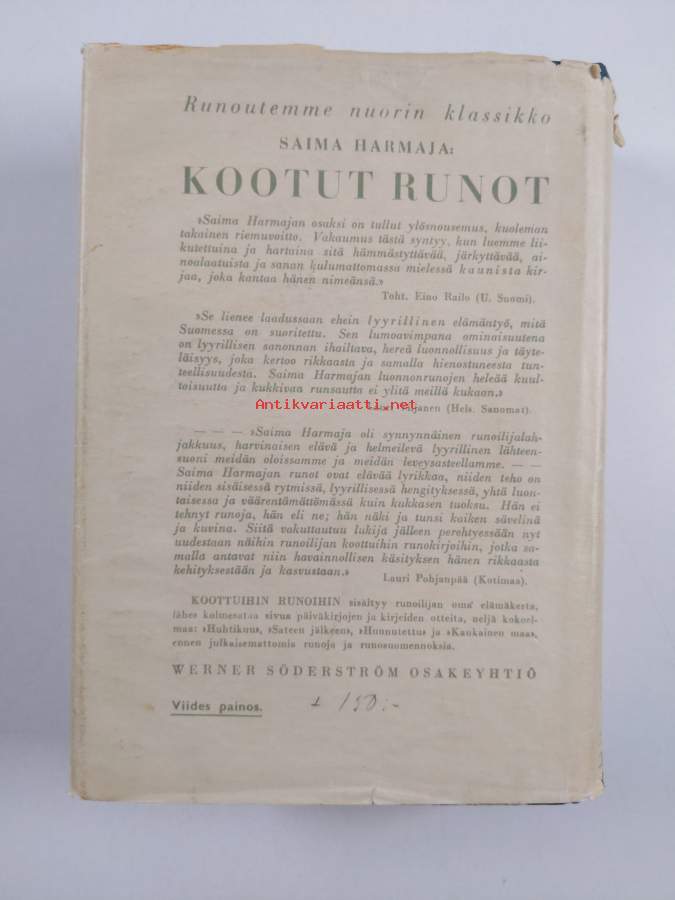 Runoutemme nuorin klassikko
SAIMA HARMAJA:
KOOTUT RUNOT
»Saima Harmajan osaksi on tullut ylösnousemus, kuoleman
takainen riemuvoitto. Vakaumus tästä syntyy, kun luemme lii-
kutettuina ja hartaina sitä hämmästyttävää, järkyttävää, ai-
noalaatuista ja sanan kulumattomassa mielessä kaunista kir-
jaa, joka kantaa hänen nimeänsä.»
Toht. Eino Railo (U. Suomi).
»Se lienee laadussaan ehein lyyrillinen elämäntyö, mitä
Suomessa on suoritettu. Sen lumoavimpana ominaisuutena
on lyyrillisen sanonnan ihailtava, hereä luonnollisuus ja täyte-
läisyys, joka kertoo rikkaasta ja samalla hienostuneesta tun-
teellisuudesta. Saima Harmajan luonnonrunojen heleää kuul-
toisuutta ja kukkivaa runsautta ei ylitä meillä kukaan.»
Antikvariaatti.net
(Hels. Sanomat).
— — — »Saima Harmaja oli synnynnäinen runoilijalah-
jakkuus, harvinaisen elävä ja helmeilevä lyyrillinen lähteen-
suoni meidän oloissamme ja meidän leveysasteellamme. — —
Saima Harmajan runot ovat elävää lyrikkaa, niiden teho on
niiden sisäisessä rytmissä, lyyrillisessä hengityksessä, yhtä luon-
taisessa ja väärentämättömässä kuin kukkasen tuoksu. Hän ei
tehnyt runoja, hän eli ne; hän näki ja tunsi kaiken sävelinä
ja kuvina. Siitä vakuttautuu lukija jälleen perehtyessään nyt
uudestaan näihin runoilijan koottuihin runokirjoihin, jotka sa-
malla antavat niin havainnollisen käsityksen hänen rikkaasta
kehityksestään ja kasvustaan.»
Lauri Pohjanpää (Kotimaa).
KOOTTUIHIN RUNOIHIN sisältyy runoilijan oma elämäkerta,
lähes kolmesataa sivua päiväkirjojen ja kirjeiden otteita, neljä kokoel-
maa: »Huhtikuu», »Sateen jälkeen», »Hunnutettu» ja »Kaukainen maa»,
ennen julkaisemattomia runoja ja runosuomennoksia.
WERNER SÖDERSTRÖM OSAKEYHTIÖ
Viides painos.
+ 150:-